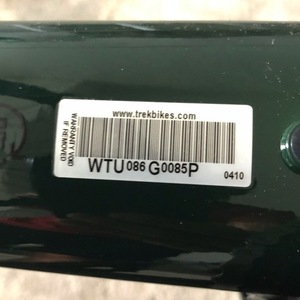 www.trekbikes.com
WARRANTY VOID
IF REMOVED
WTU086G0085P
0410